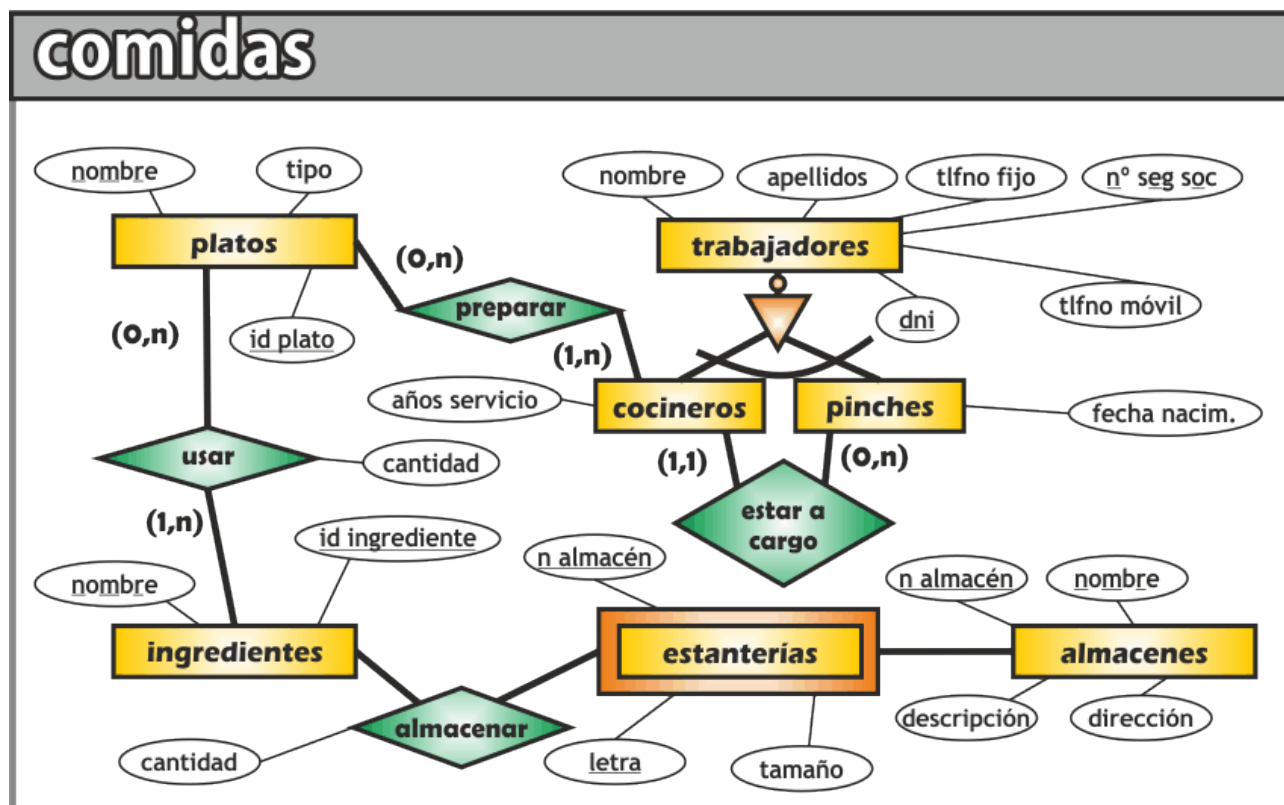 comidas
nombre
tipo
platos
id plato
(0,n)
preparar
(1,n)
nombre
apellidos
tlfno fijo
nº seg soc
trabajadores
tlfno móvil
dni
(0,n)
años servicio
cocineros
pinches
fecha nacim.
usar
cantidad
(1,1)
(0,n)
estar a
cargo
(1,n)
id ingrediente
nombre
ingredientes
n almacén
estanterías
n almacén
nombre
almacenes
almacenar
cantidad
letra
tamaño
descripción
dirección